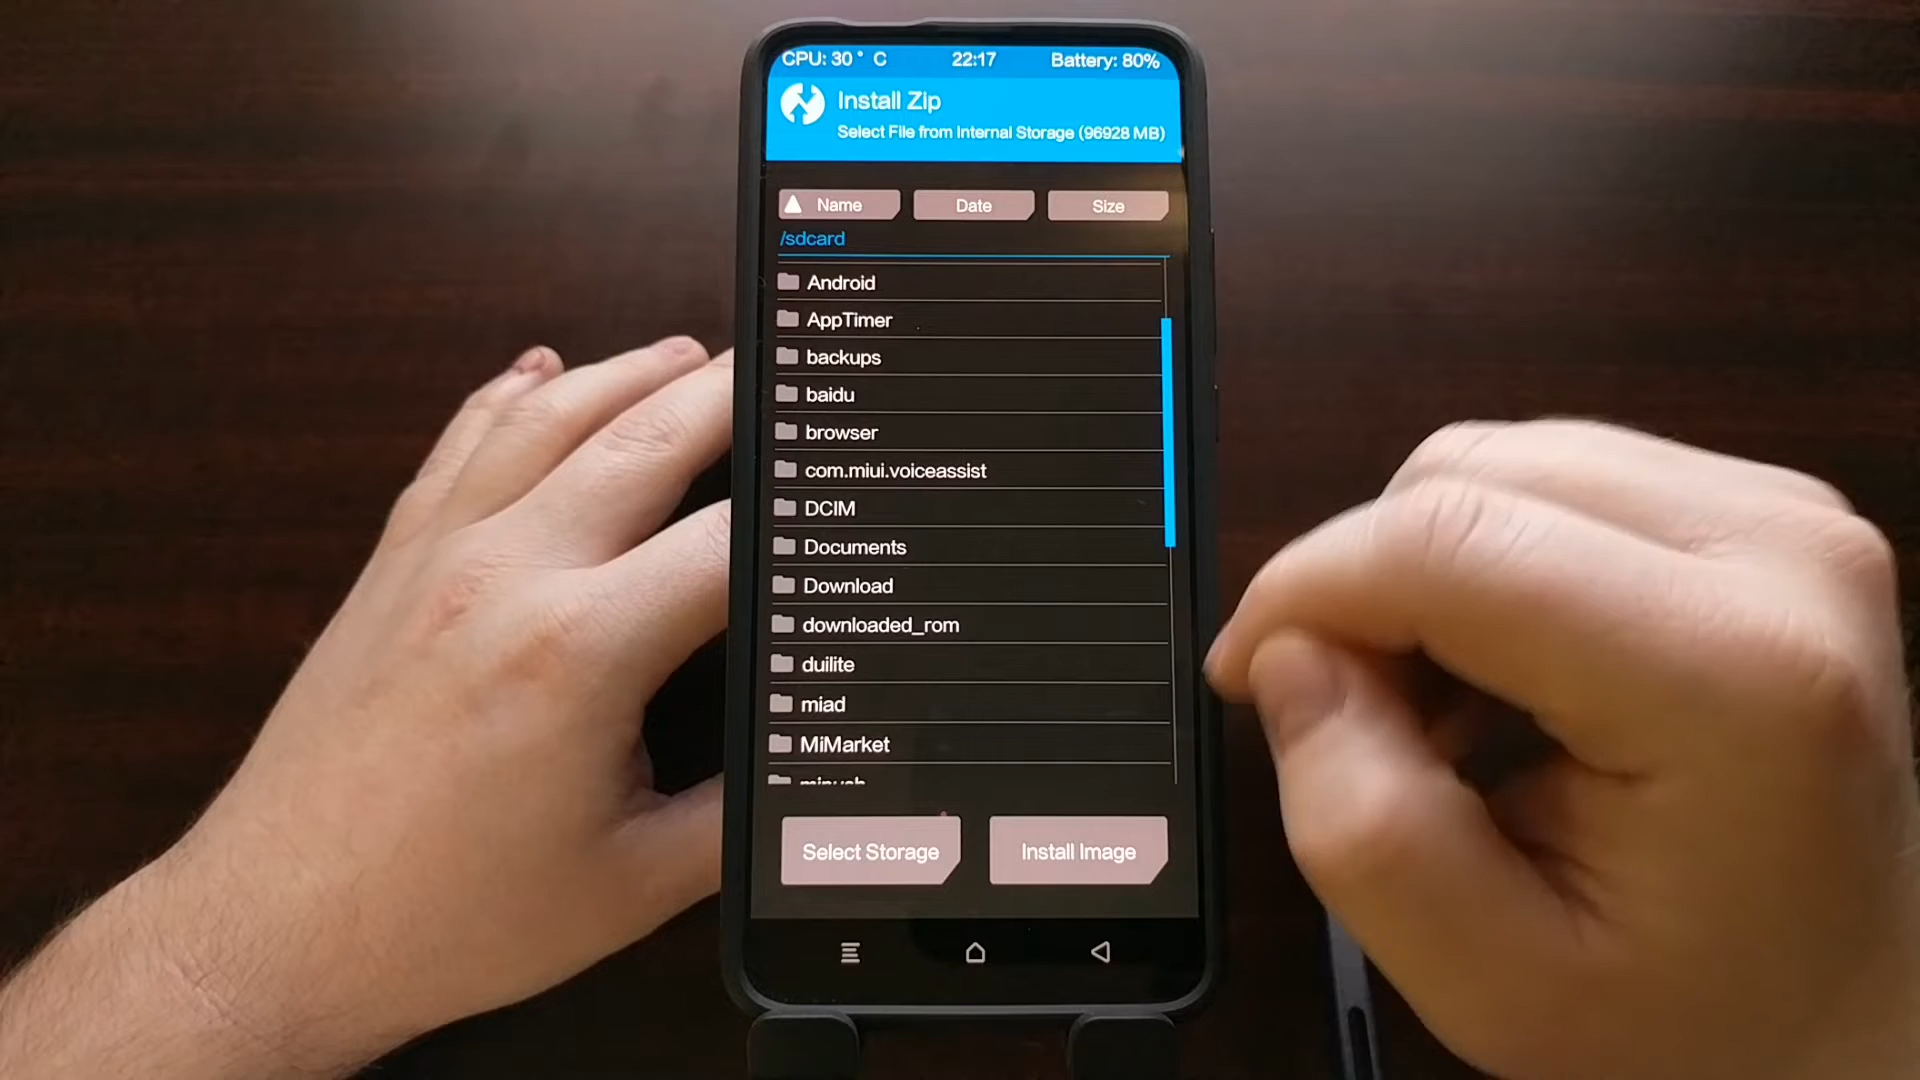 CPU: 30 ° C 22:17 Battery: 80%
Install Zip
Select File from Internal Storage (96928 MB)
Name Date Size
/sdcard
Android
AppTimer
backups
baidu
browser
com.miui.voiceassist
DCIM
Documents
Download
downloaded_rom
duilite
miad
MiMarket
Select Storage Install Image